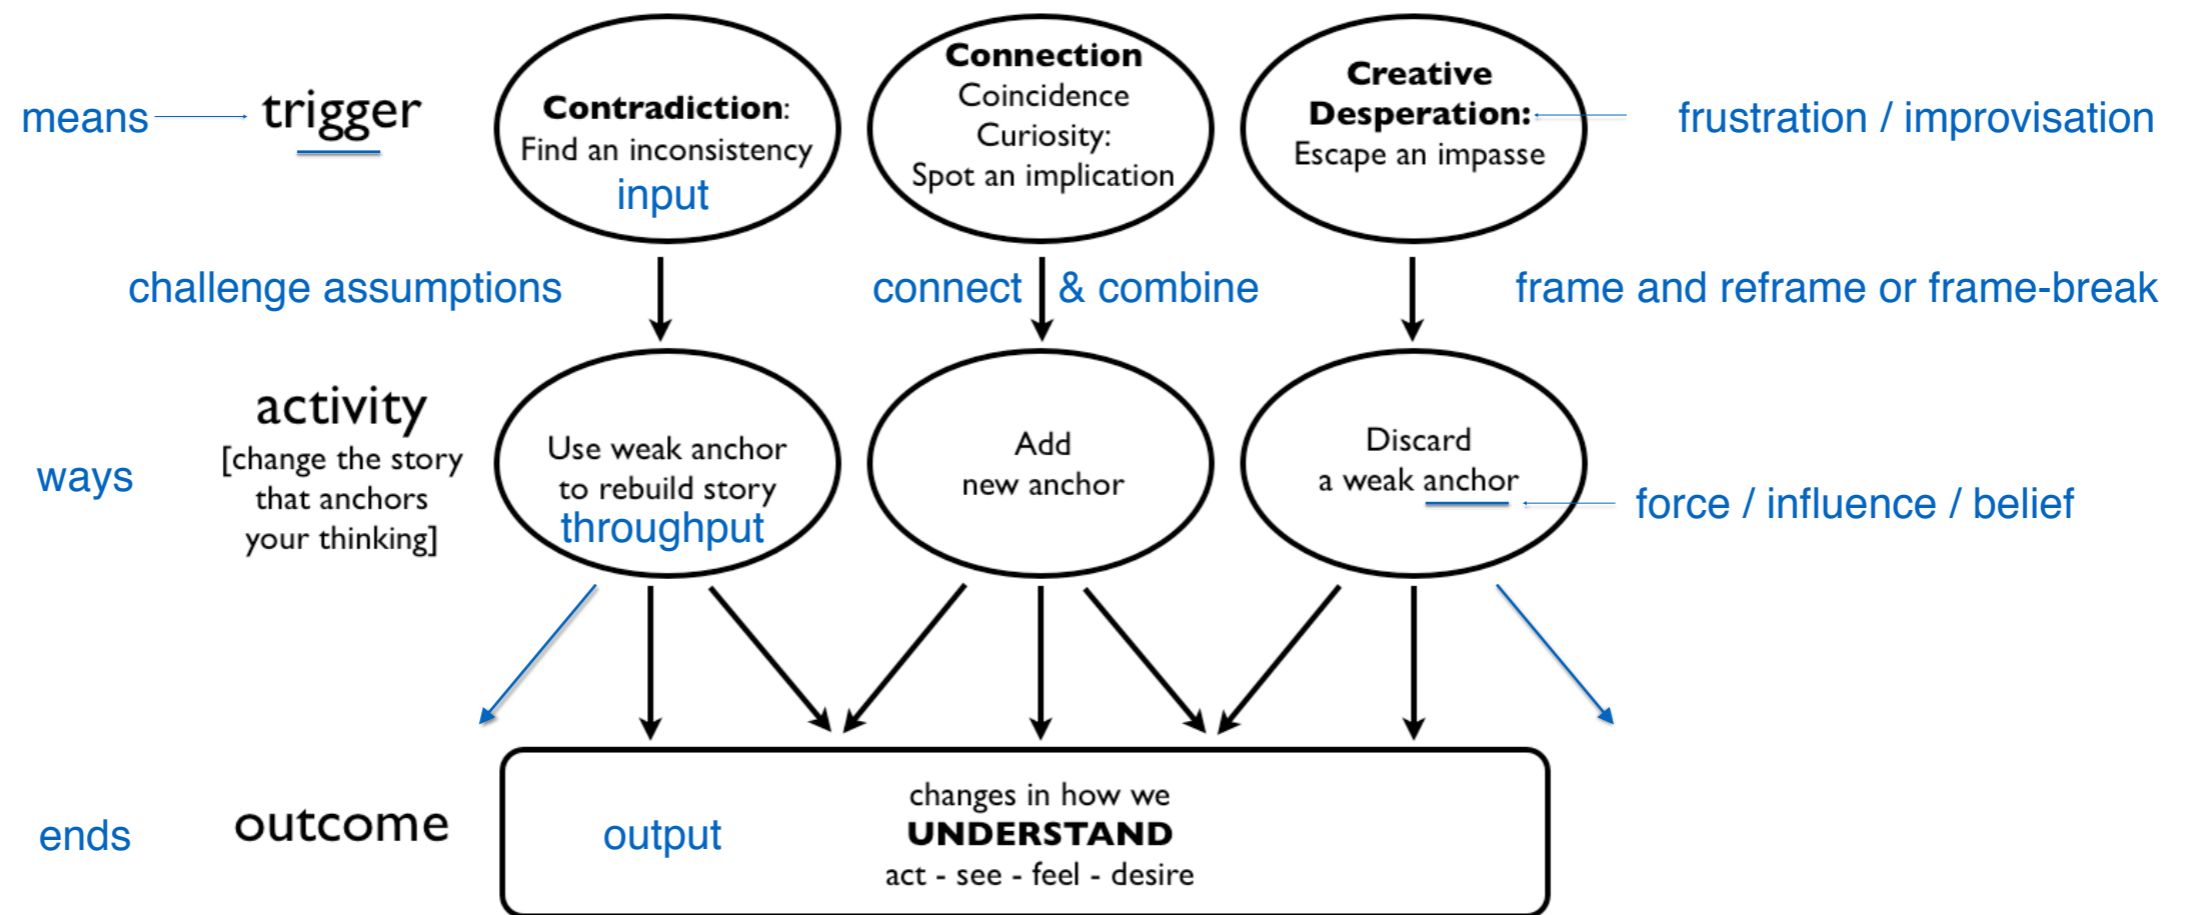 means
trigger
Contradiction:
Find an inconsistency
input
Connection
Coincidence
Curiosity:
Spot an implication
Creative
Desperation:
Escape an impasse
frustration / improvisation
challenge assumptions
connect & combine
frame and reframe or frame-break
ways
activity
[change the story
that anchors
your thinking]
Use weak anchor
to rebuild story
throughput
Add
new anchor
Discard
a weak anchor
force / influence / belief
ends
outcome
output
changes in how we
UNDERSTAND
act - see - feel - desire